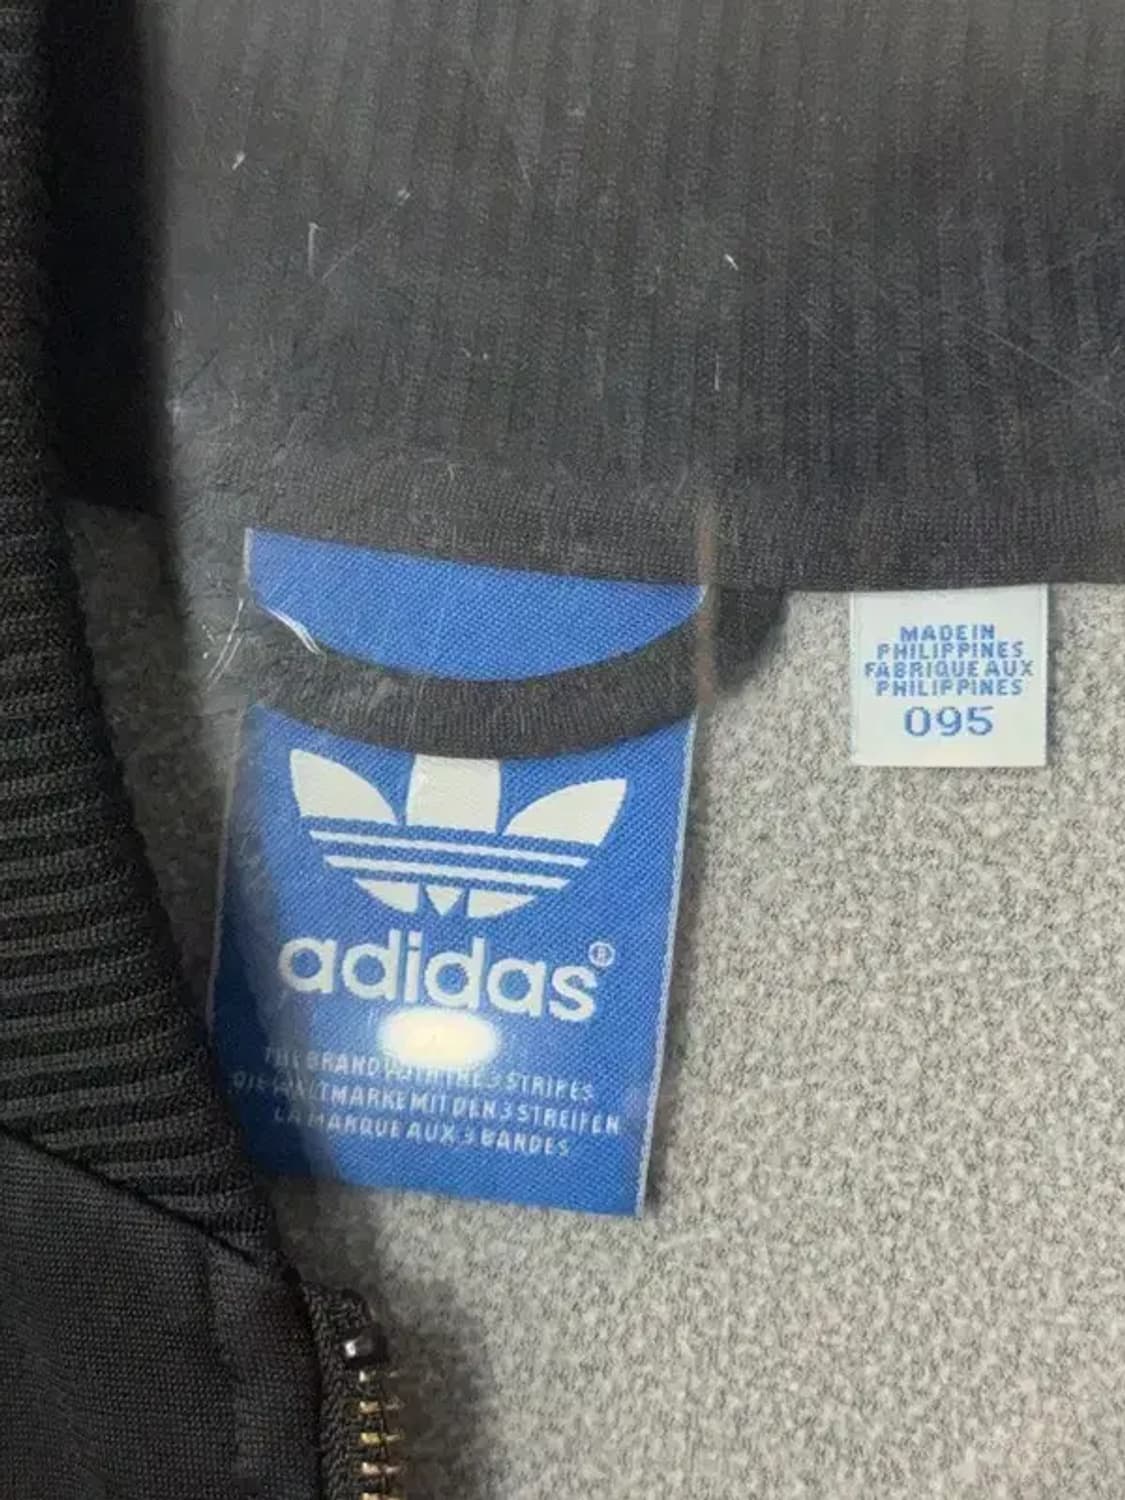 adidas®
THE BRAND WITH THE 3 STRIPES
DIE WELTMARKE MIT DEN 3 STREIFEN
LA MARQUE AUX 3 BANDES
MADE IN
PHILIPPINES
FABRIQUE AUX
PHILIPPINES
095